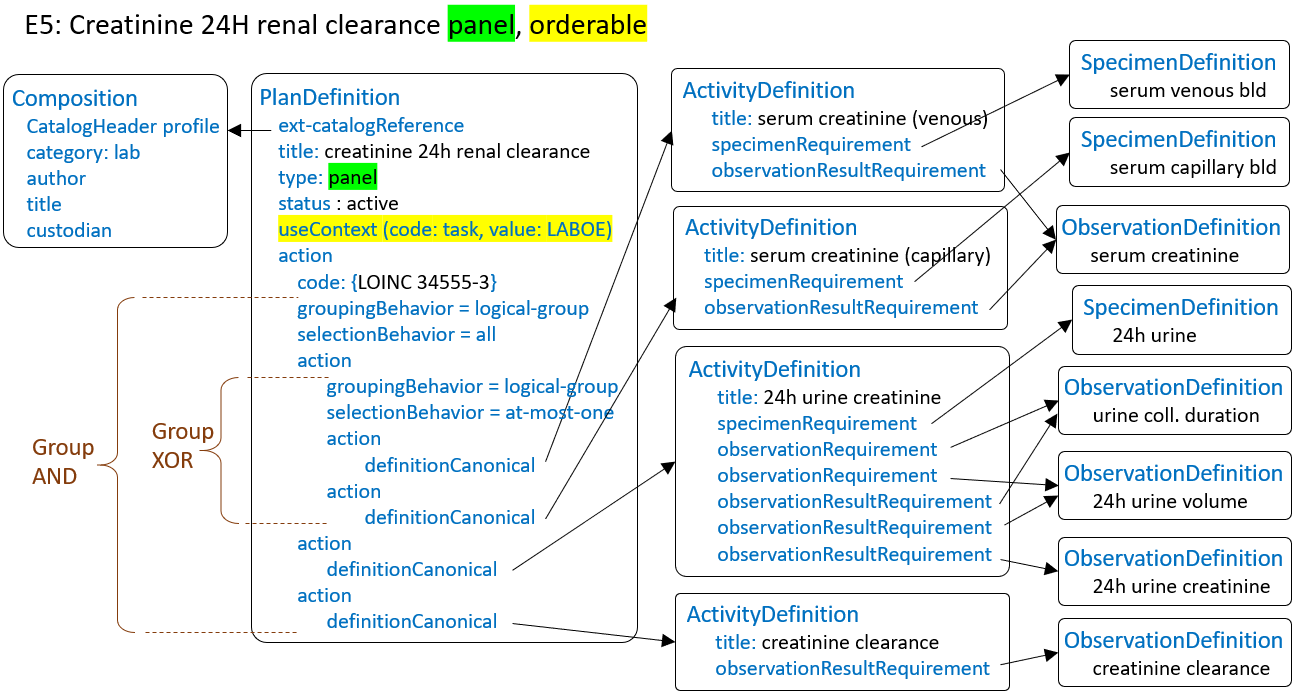 E5: Creatinine 24H renal clearance panel, orderable
Composition
CatalogHeader profile
category: lab
author
title
custodian
PlanDefinition
ext-catalogReference
title: creatinine 24h renal clearance
type: panel
status : active
useContext (code: task, value: LABOE)
action
code: {LOINC 34555-3}
groupingBehavior = logical-group
selectionBehavior = all
action
groupingBehavior = logical-group
selectionBehavior = at-most-one
action
definitionCanonical
action
definitionCanonical
action
definitionCanonical
action
definitionCanonical
Group
AND
Group
XOR
ActivityDefinition
title: serum creatinine (venous)
specimenRequirement
observationResultRequirement
ActivityDefinition
title: serum creatinine (capillary)
specimenRequirement
observationResultRequirement
ActivityDefinition
title: 24h urine creatinine
specimenRequirement
observationRequirement
observationRequirement
observationResultRequirement
observationResultRequirement
observationResultRequirement
ActivityDefinition
title: creatinine clearance
observationResultRequirement
SpecimenDefinition
serum venous bld
SpecimenDefinition
serum capillary bld
ObservationDefinition
serum creatinine
SpecimenDefinition
24h urine
ObservationDefinition
urine coll. duration
ObservationDefinition
24h urine volume
ObservationDefinition
24h urine creatinine
ObservationDefinition
creatinine clearance